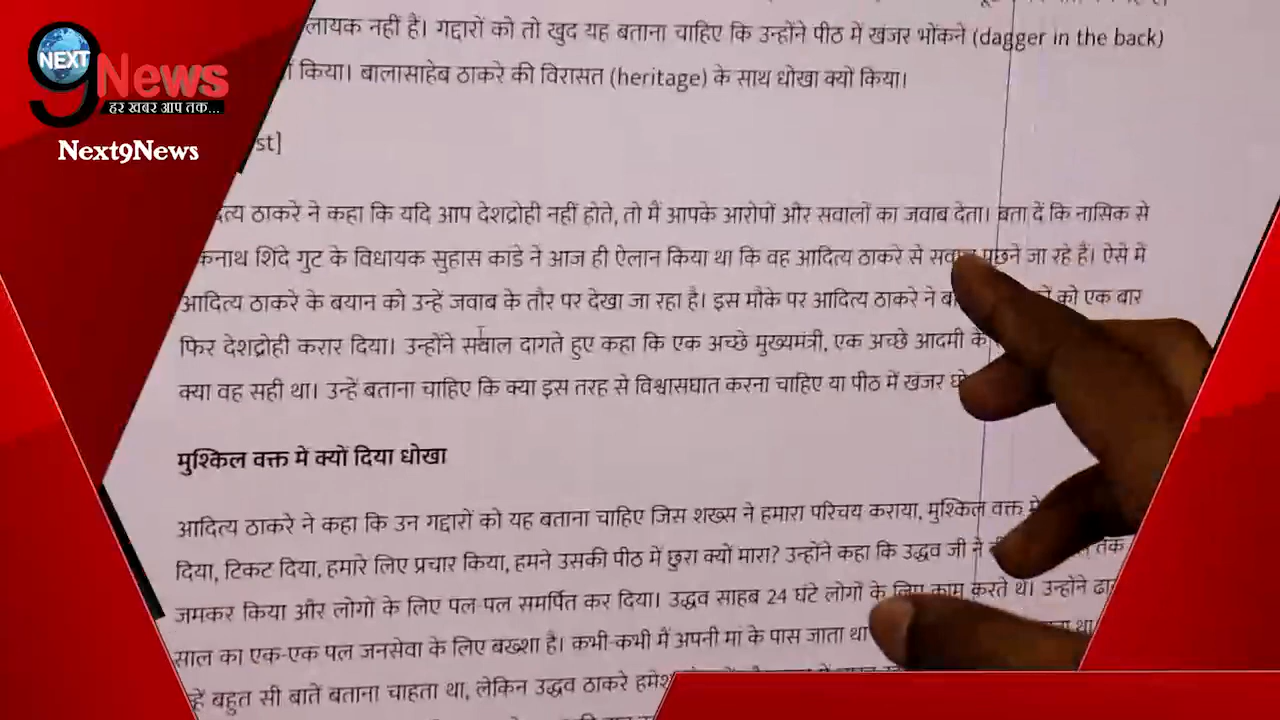 लायक नहीं है। गद्दारों को तो खुद यह बताना चाहिए कि उन्होंने पीठ में खंजर भोंकने (dagger in the back)
किया। बालासाहेब ठाकरे की विरासत (heritage) के साथ धोखा क्यों किया।
NEXT
9 News
हर खबर आप तक...
Next9News
st]
ठाकरे ने कहा कि यदि आप देशद्रोही नहीं होते, तो मैं आपके आरोपों और सवालों का जवाब देता। बता दें कि नासिक से
शिंदे गुट के विधायक सुहास कांडे ने आज ही ऐलान किया था कि वह आदित्य ठाकरे से जा रहे हैं। ऐसे में
आदित्य ठाकरे के बयान को उन्हें जवाब के तौर पर देखा जा रहा है। इस मौके पर आदित्य ठाकरे ने को एक बार
फिर देशद्रोही करार दिया। उन्होंने सवाल दागते हुए कहा कि एक अच्छे मुख्यमंत्री, एक अच्छे आदमी के
क्या वह सही था। उन्हें बताना चाहिए कि क्या इस तरह से विश्वासघात करना चाहिए या पीठ में खंजर
मुश्किल वक्त में क्यों दिया धोखा
आदित्य ठाकरे ने कहा कि उन गद्दारों को यह बताना चाहिए जिस शख्स ने हमारा परिचय कराया, मुश्किल वक्त में
दिया, टिकट दिया, हमारे लिए प्रचार किया, हमने उसकी पीठ में छुरा क्यों मारा? उन्होंने कहा कि उद्धव जी ने तक
जमकर किया और लोगों के लिए पल-पल समर्पित कर दिया। उद्धव साहब 24 घंटे लोगों के लिए काम करते थे। उन्होंने
साल का एक-एक पल जनसेवा के लिए बख्शा है। कभी-कभी मैं अपनी मां के पास जाता था था
बहुत सी बातें बताना चाहता था, लेकिन उद्धव ठाकरे